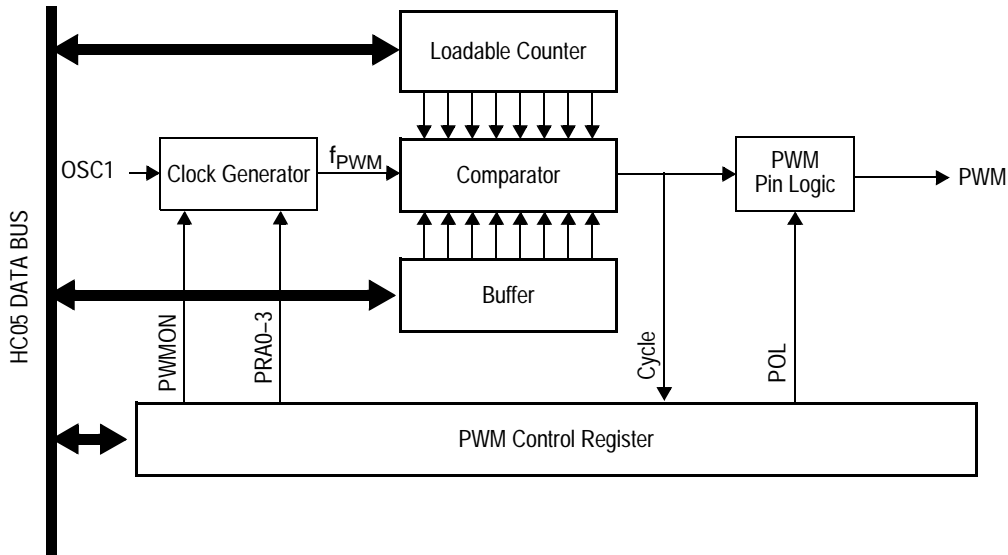 Loadable Counter
OSC1
Clock Generator
fPWM
Comparator
PWM
Pin Logic
PWM
HC05 DATA BUS
Buffer
PWMON
PRA0–3
Cycle
POL
PWM Control Register